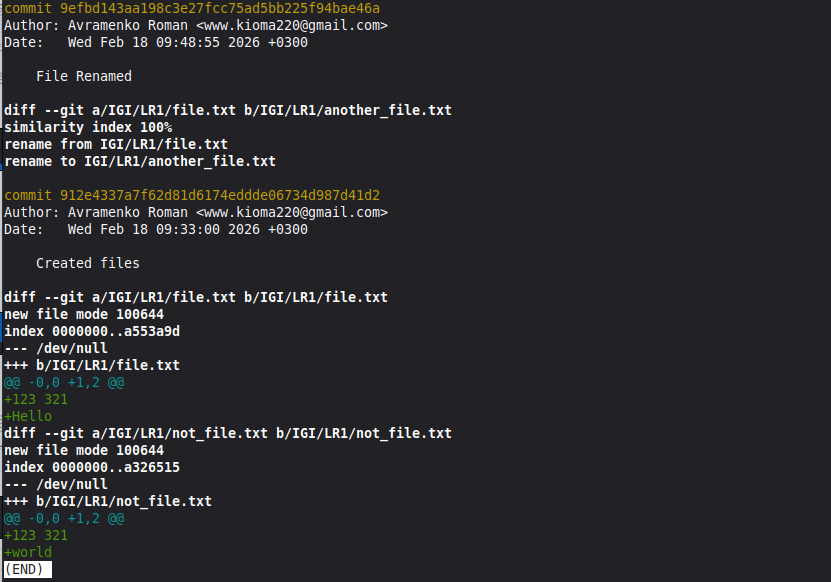 commit 9efbd143aa198c3e27fcc75ad5bb225f94bae46a
Author: Avramenko Roman <www.kioma220@gmail.com>
Date:   Wed Feb 18 09:48:55 2026 +0300

    File Renamed

diff --git a/IGI/LR1/file.txt b/IGI/LR1/another_file.txt
similarity index 100%
rename from IGI/LR1/file.txt
rename to IGI/LR1/another_file.txt

commit 912e4337a7f62d81d6174eddde06734d987d41d2
Author: Avramenko Roman <www.kioma220@gmail.com>
Date:   Wed Feb 18 09:33:00 2026 +0300

    Created files

diff --git a/IGI/LR1/file.txt b/IGI/LR1/file.txt
new file mode 100644
index 0000000..a553a9d
--- /dev/null
+++ b/IGI/LR1/file.txt
@@ -0,0 +1,2 @@
+123 321
+Hello
diff --git a/IGI/LR1/not_file.txt b/IGI/LR1/not_file.txt
new file mode 100644
index 0000000..a326515
--- /dev/null
+++ b/IGI/LR1/not_file.txt
@@ -0,0 +1,2 @@
+123 321
+world
(END)